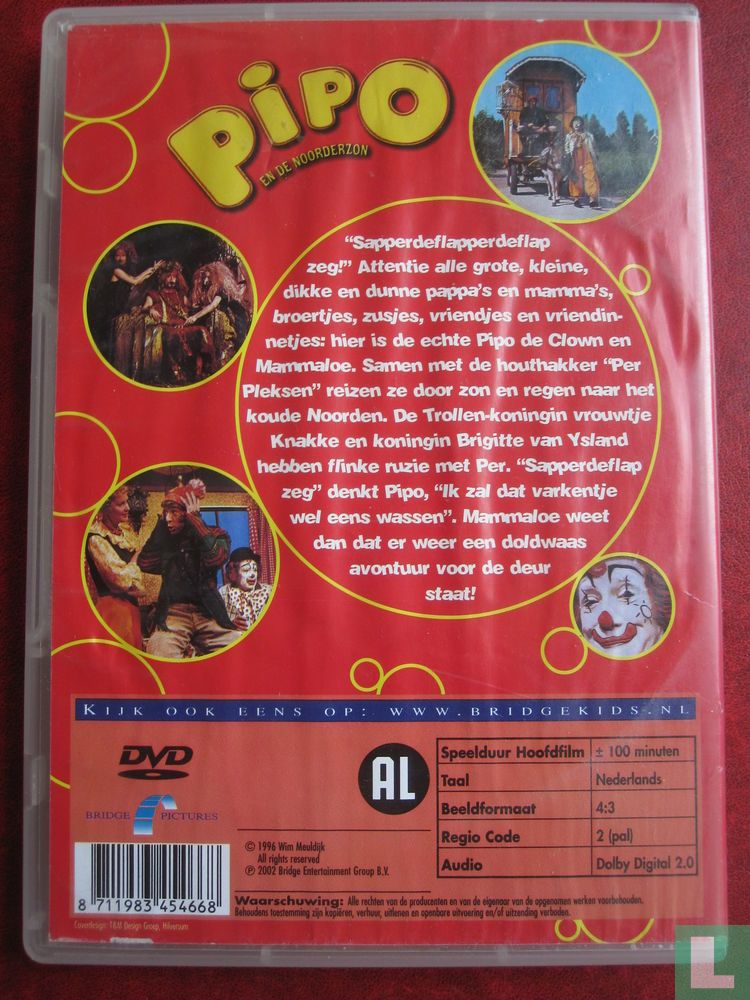 PiPO
EN DE NOORDERZON
"Sapperdeflapperdeflap
zeg!" Attentie alle grote, kleine,
dikke en dunne pappa's en mamma's,
broertjes, zusjes, vriendjes en vriendin-
netjes: hier is de echte Pipo de Clown en
Mammaloe. Samen met de houthakker "Per
Pleksen" reizen ze door zon en regen naar het
koude Noorden. De Trollen-koningin vrouwtje
Knakke en koningin Brigitte van Ysland
hebben flinke ruzie met Per. "Sapperdeflap
zeg" denkt Pipo, "Ik zal dat varkentje
wel eens wassen". Mammaloe weet
dan dat er weer een doldwaas
avontuur voor de deur
staat!
KIJK OOK EENS OP: WWW.BRIDGEKIDS.NL
DVD
BRIDGE PICTURES
AL
Speelduur Hoofdfilm ± 100 minuten
Taal Nederlands
Beeldformaat 4:3
Regio Code 2 (pal)
Audio Dolby Digital 2.0
© 1996 Wim Meuldijk
All rights reserved
℗ 2002 Bridge Entertainment Group B.V.
8 711983 454668
Waarschuwing: Alle rechten van de producenten en van de eigenaar van de opgenomen werken voorbehouden.
Behoudens toestemming zijn kopiëren, verhuur, uitlenen en openbare uitvoering en/of uitzending verboden.
Coverdesign: T&M Design Group, Hilversum
L